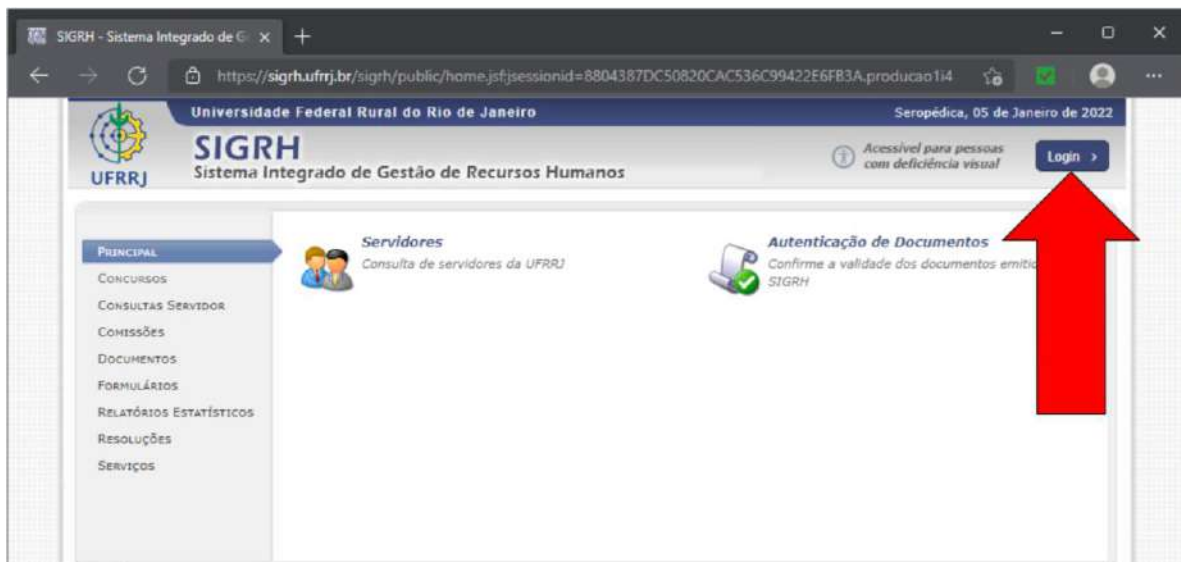 SIGRH - Sistema Integrado de G
https://sigrh.ufrrj.br/sigrh/public/home.jsf;jsessionid=8804387DC50820CAC536C99422E6FB3A.producao1i4
Universidade Federal Rural do Rio de Janeiro
Seropédica, 05 de Janeiro de 2022
UFRRJ
SIGRH
Sistema Integrado de Gestão de Recursos Humanos
Acessível para pessoas
com deficiência visual
Login >
PRINCIPAL
CONCURSOS
CONSULTAS SERVIDOR
COMISSÕES
DOCUMENTOS
FORMULÁRIOS
RELATÓRIOS ESTATÍSTICOS
RESOLUÇÕES
SERVIÇOS
Servidores
Consulta de servidores da UFRRJ
Autenticação de Documentos
Confirme a validade dos documentos emitid
SIGRH